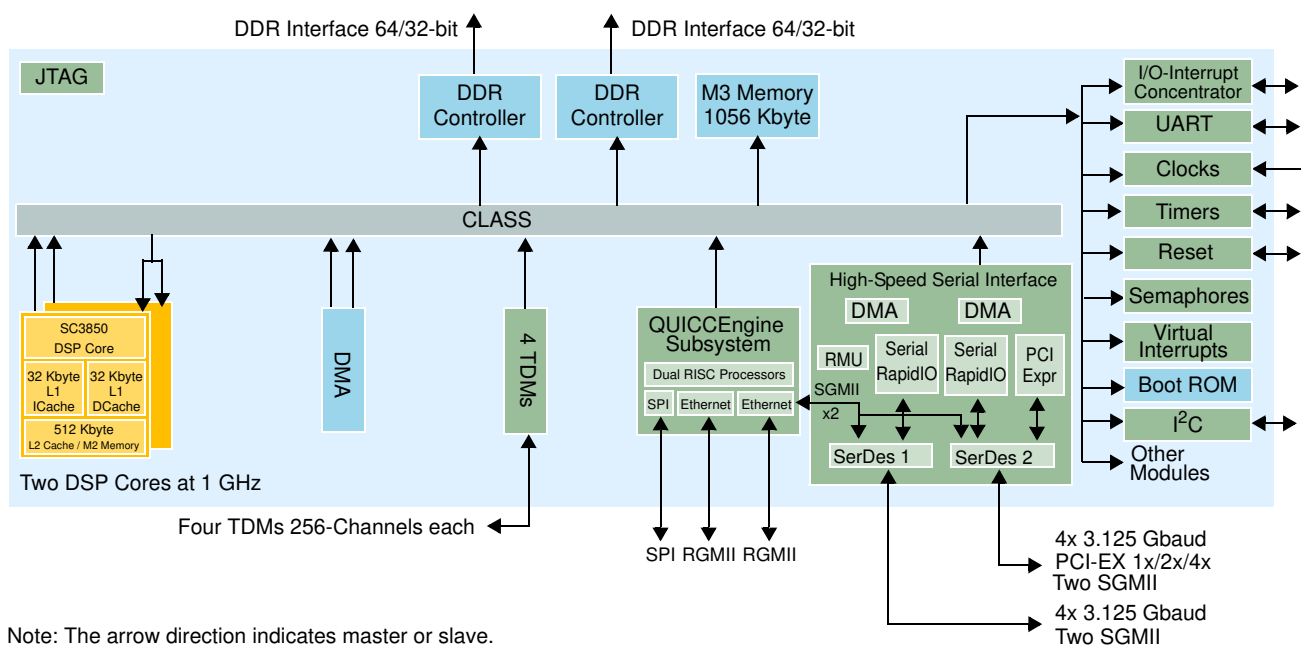 DDR Interface 64/32-bit
DDR Interface 64/32-bit
JTAG
DDR
Controller
DDR
Controller
M3 Memory
1056 Kbyte
I/O-Interrupt
Concentrator
UART
Clocks
Timers
Reset
Semaphores
Virtual
Interrupts
Boot ROM
I²C
Other
Modules
CLASS
SC3850
DSP Core
32 Kbyte
L1
ICache
32 Kbyte
L1
DCache
512 Kbyte
L2 Cache / M2 Memory
Two DSP Cores at 1 GHz
DMA
4 TDMs
Four TDMs 256-Channels each
QUICCEngine
Subsystem
Dual RISC Processors
SPI
Ethernet
Ethernet
SPI
RGMII
RGMII
High-Speed Serial Interface
DMA
DMA
RMU
Serial
RapidIO
Serial
RapidIO
PCI
Expr
SGMII
x2
SerDes 1
SerDes 2
4x 3.125 Gbaud
PCI-EX 1x/2x/4x
Two SGMII
4x 3.125 Gbaud
Two SGMII
Note: The arrow direction indicates master or slave.